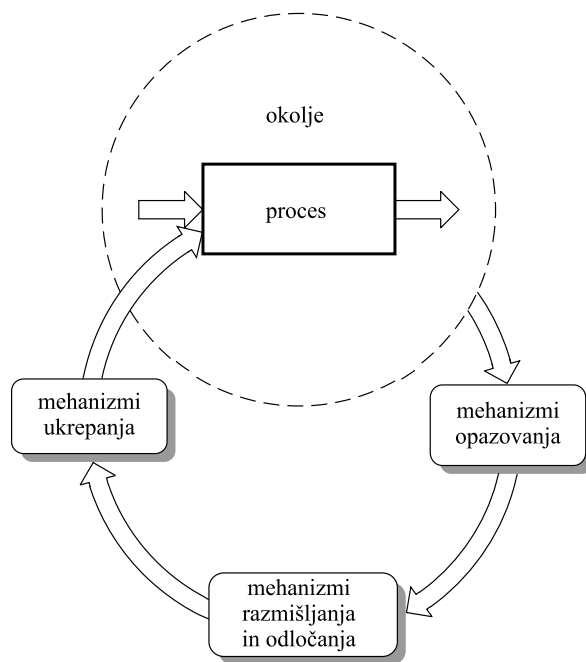 okolje
proces
mehanizmi
ukrepanja
mehanizmi
opazovanja
mehanizmi
razmišljanja
in odločanja